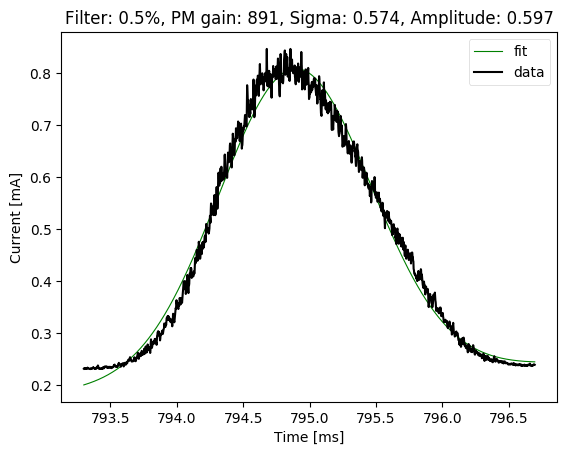 Filter: 0.5%, PM gain: 891, Sigma: 0.574, Amplitude: 0.597
fit
data
0.8
0.7
0.6
0.5
0.4
0.3
0.2
Current [mA]
793.5 794.0 794.5 795.0 795.5 796.0 796.5
Time [ms]